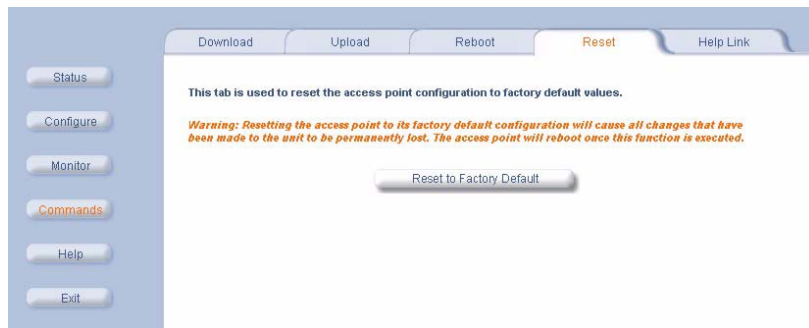 Download
Upload
Reboot
Reset
Help Link
Status
Configure
Monitor
Commands
Help
Exit
This tab is used to reset the access point configuration to factory default values.
Warning: Resetting the access point to its factory default configuration will cause all changes that have
been made to the unit to be permanently lost. The access point will reboot once this function is executed.
Reset to Factory Default